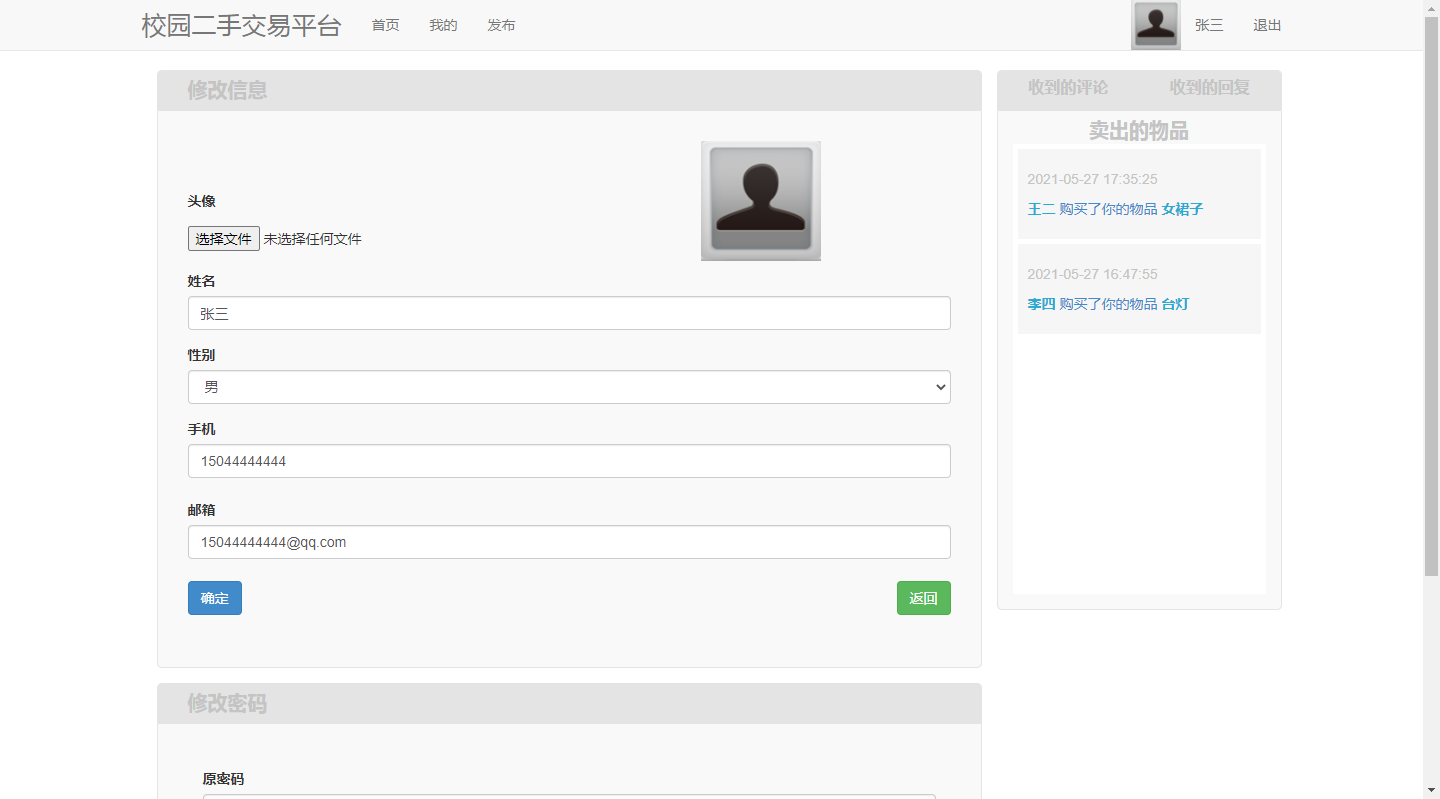 校园二手交易平台 首页 我的 发布 张三 退出
修改信息
头像
选择文件 未选择任何文件
姓名
张三
性别
男
手机
15044444444
邮箱
15044444444@qq.com
确定 返回
修改密码
原密码
收到的评论 收到的回复
卖出的物品
2021-05-27 17:35:25
王二 购买了你的物品 女裙子
2021-05-27 16:47:55
李四 购买了你的物品 台灯